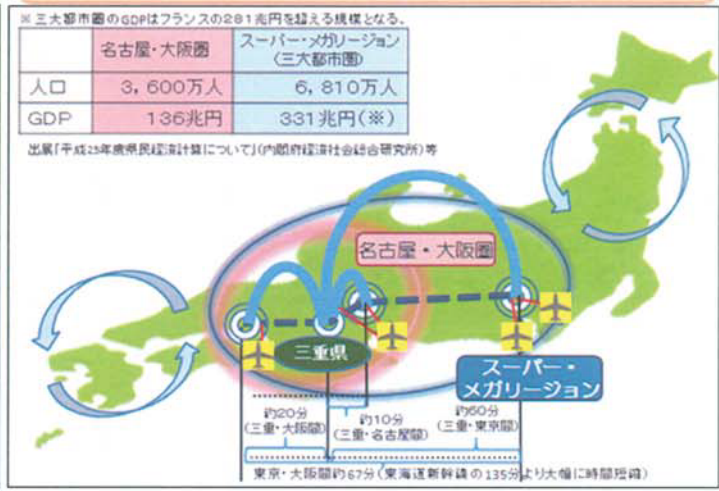 ※三大都市圏のGDPはフランスの281兆円を超える規模となる。
名古屋・大阪圏
スーパー・メガリージョン
(三大都市圏)
人口
3,600万人
6,810万人
GDP
136兆円
331兆円(※)
出展「平成25年度県民経済計算について」(内閣府経済社会総合研究所)等
名古屋・大阪圏
三重県
スーパー・
メガリージョン
約20分
(三重・大阪間)
約10分
(三重・名古屋間)
約60分
(三重・東京間)
東京・大阪間約67分(東海道新幹線の135分より大幅に時間短縮)